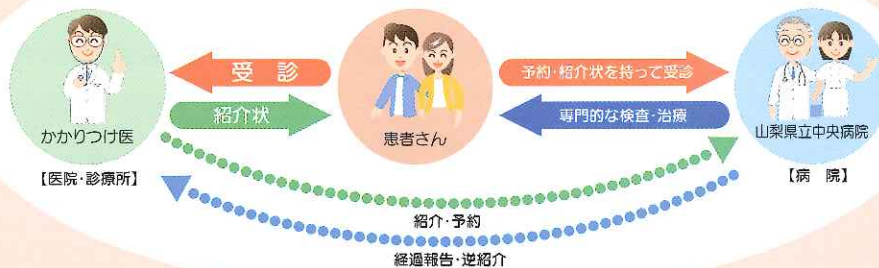 受 診
予約・紹介状を持って受診
紹介状
専門的な検査・治療
かかりつけ医
患者さん
山梨県立中央病院
【医院・診療所】
【病 院】
紹介・予約
経過報告・逆紹介